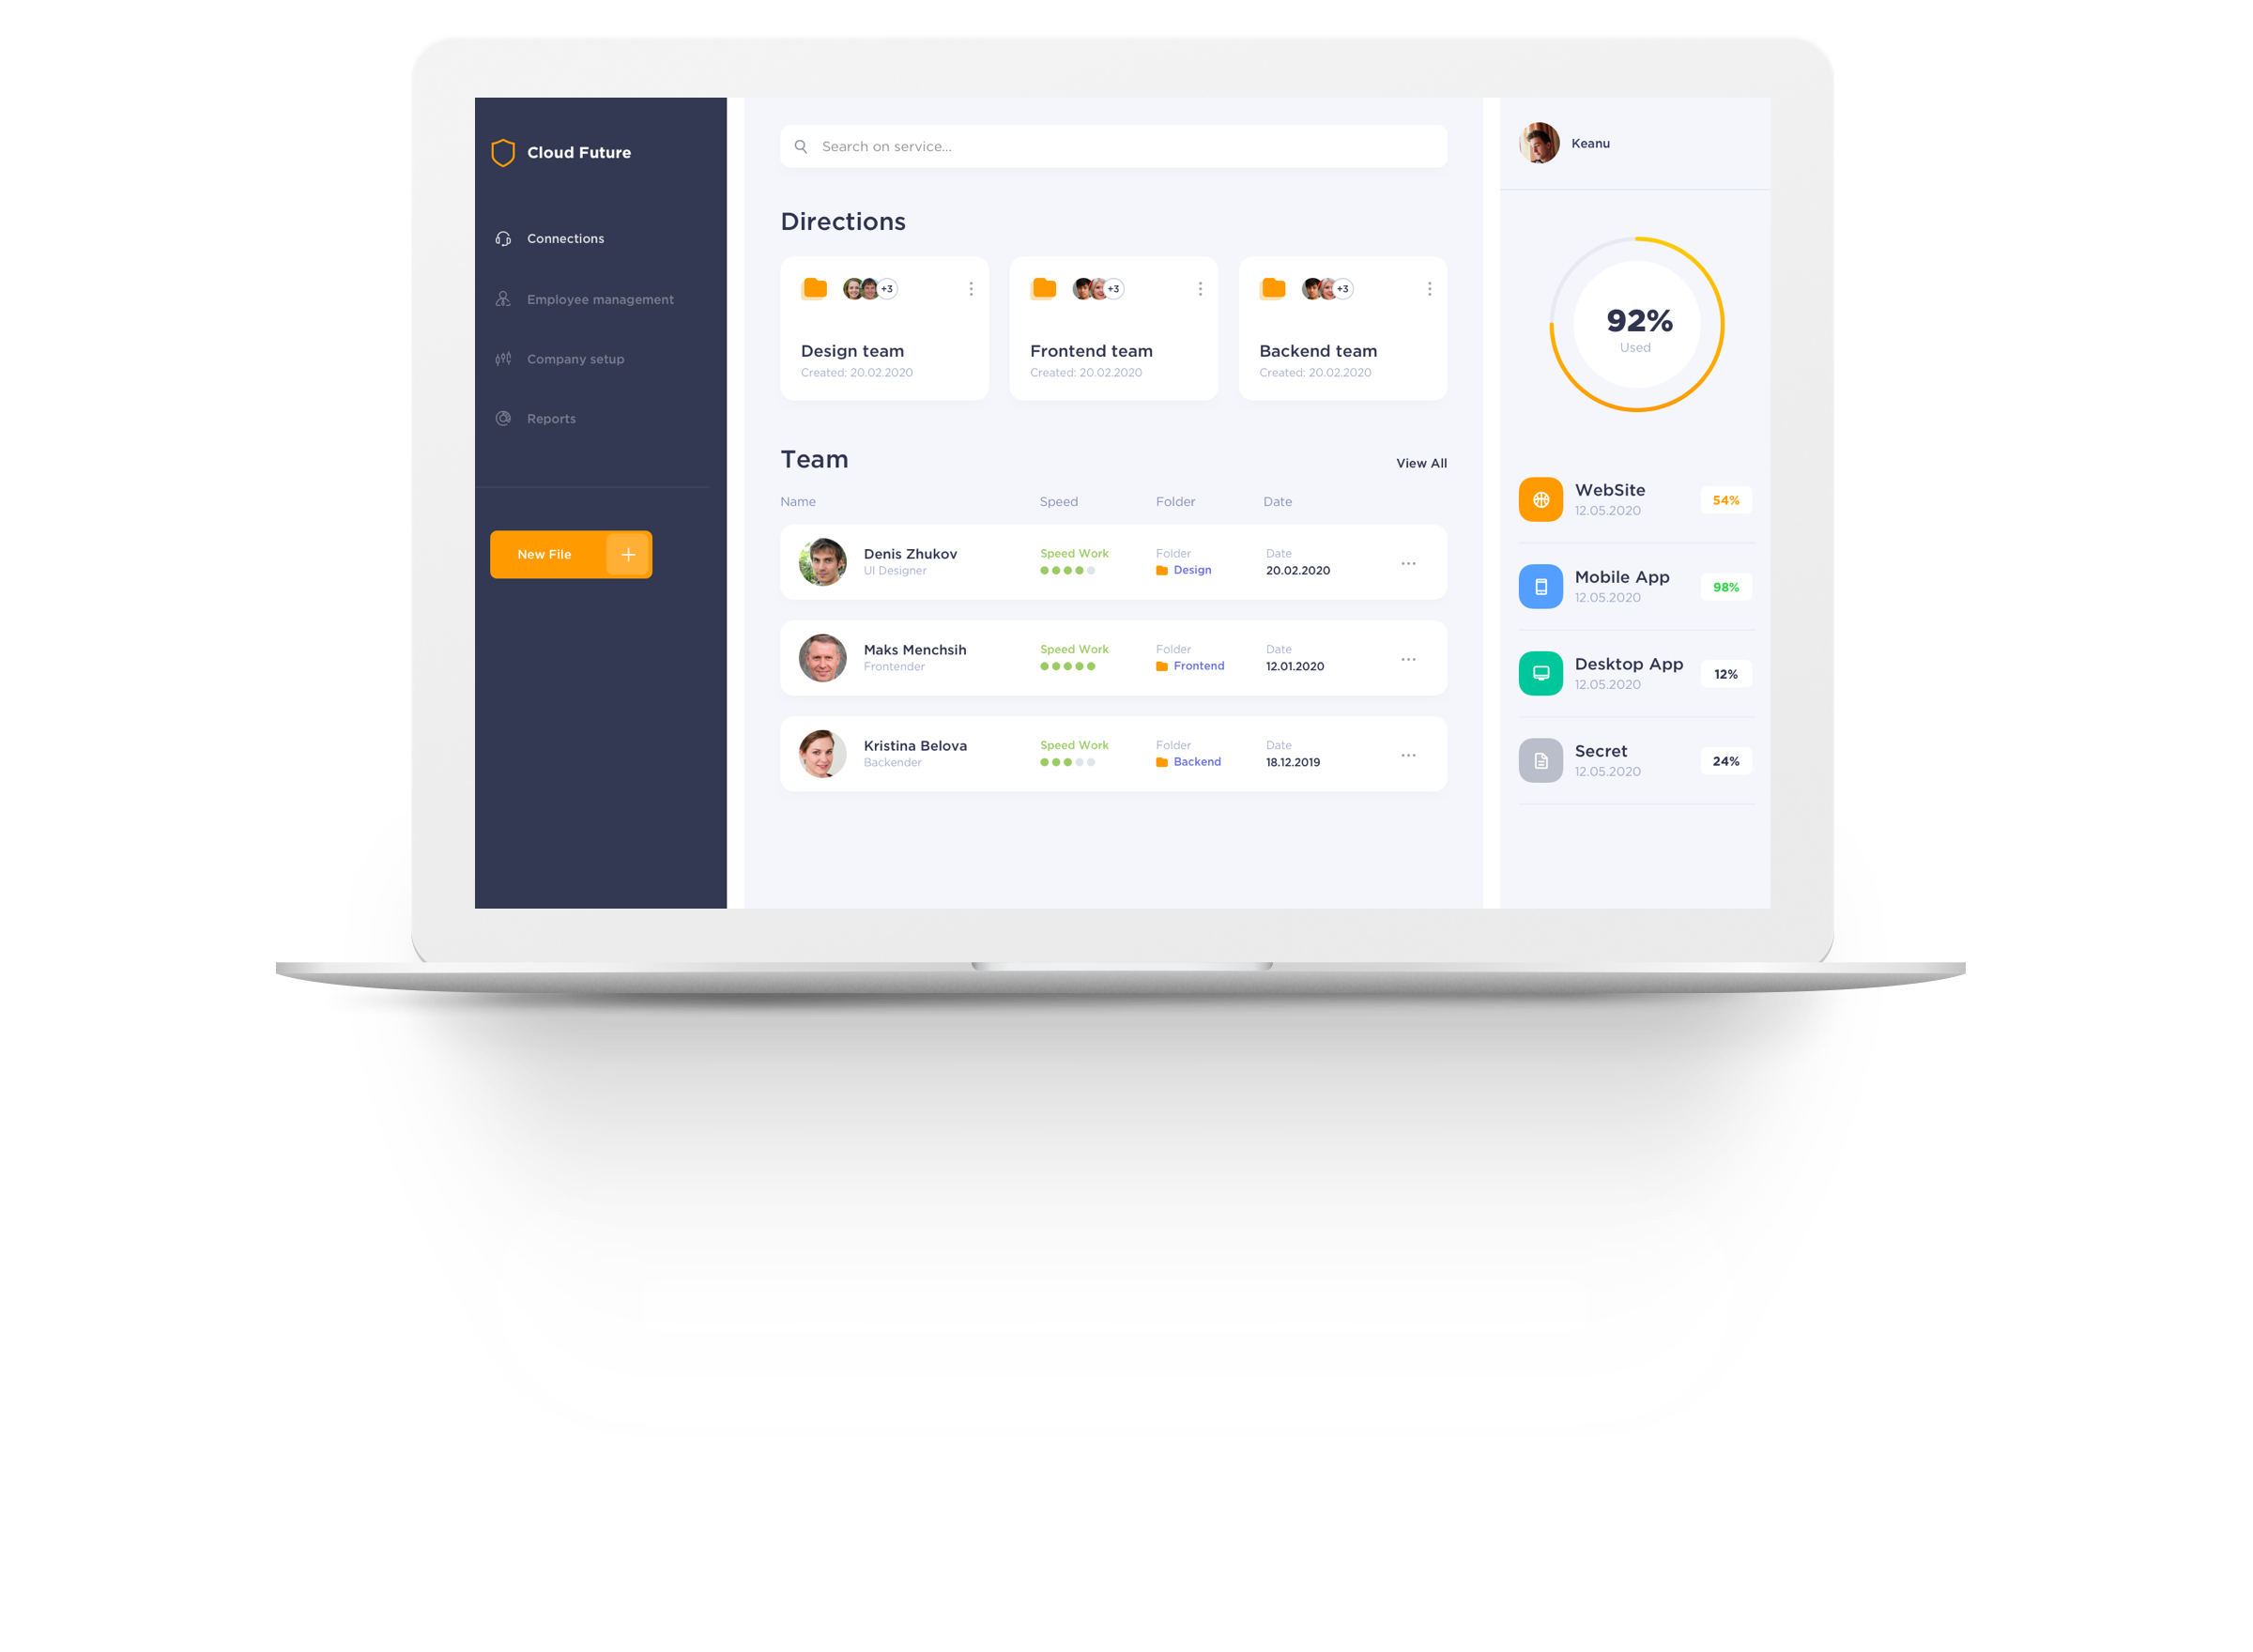 Cloud Future
Connections
Employee management
Company setup
Reports
New File
Search on service...
Directions
+3
Design team
Created: 20.02.2020
+3
Frontend team
Created: 20.02.2020
+3
Backend team
Created: 20.02.2020
Team
View All
Name Speed Folder Date
Denis Zhukov
UI Designer
Speed Work
Folder
Design
Date
20.02.2020
Maks Menchsih
Frontender
Speed Work
Folder
Frontend
Date
12.01.2020
Kristina Belova
Backender
Speed Work
Folder
Backend
Date
18.12.2019
Keanu
92%
Used
WebSite
12.05.2020
54%
Mobile App
12.05.2020
98%
Desktop App
12.05.2020
12%
Secret
12.05.2020
24%